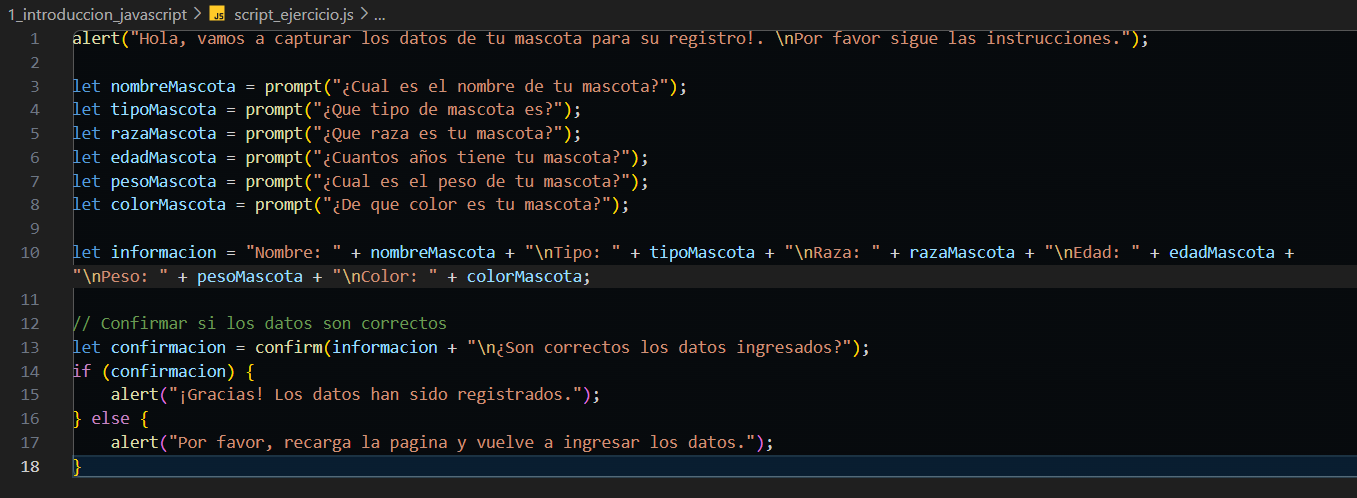 1_introduccion_javascript > JS script_ejercicio.js > ...
1 alert("Hola, vamos a capturar los datos de tu mascota para su registro!. \nPor favor sigue las instrucciones.");
2
3 let nombreMascota = prompt("¿Cual es el nombre de tu mascota?");
4 let tipoMascota = prompt("¿Que tipo de mascota es?");
5 let razaMascota = prompt("¿Que raza es tu mascota?");
6 let edadMascota = prompt("¿Cuantos años tiene tu mascota?");
7 let pesoMascota = prompt("¿Cual es el peso de tu mascota?");
8 let colorMascota = prompt("¿De que color es tu mascota?");
9
10 let informacion = "Nombre: " + nombreMascota + "\nTipo: " + tipoMascota + "\nRaza: " + razaMascota + "\nEdad: " + edadMascota +
"\nPeso: " + pesoMascota + "\nColor: " + colorMascota;
11
12 // Confirmar si los datos son correctos
13 let confirmacion = confirm(informacion + "\n¿Son correctos los datos ingresados?");
14 if (confirmacion) {
15     alert("¡Gracias! Los datos han sido registrados.");
16 } else {
17     alert("Por favor, recarga la pagina y vuelve a ingresar los datos.");
18 }